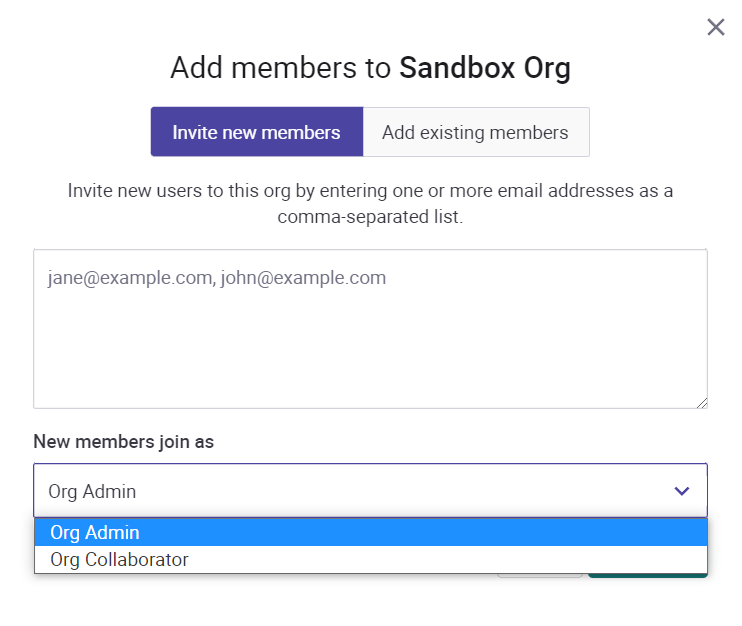 Add members to Sandbox Org
Invite new members
Add existing members
Invite new users to this org by entering one or more email addresses as a
comma-separated list.
jane@example.com, john@example.com
New members join as
Org Admin
Org Admin
Org Collaborator